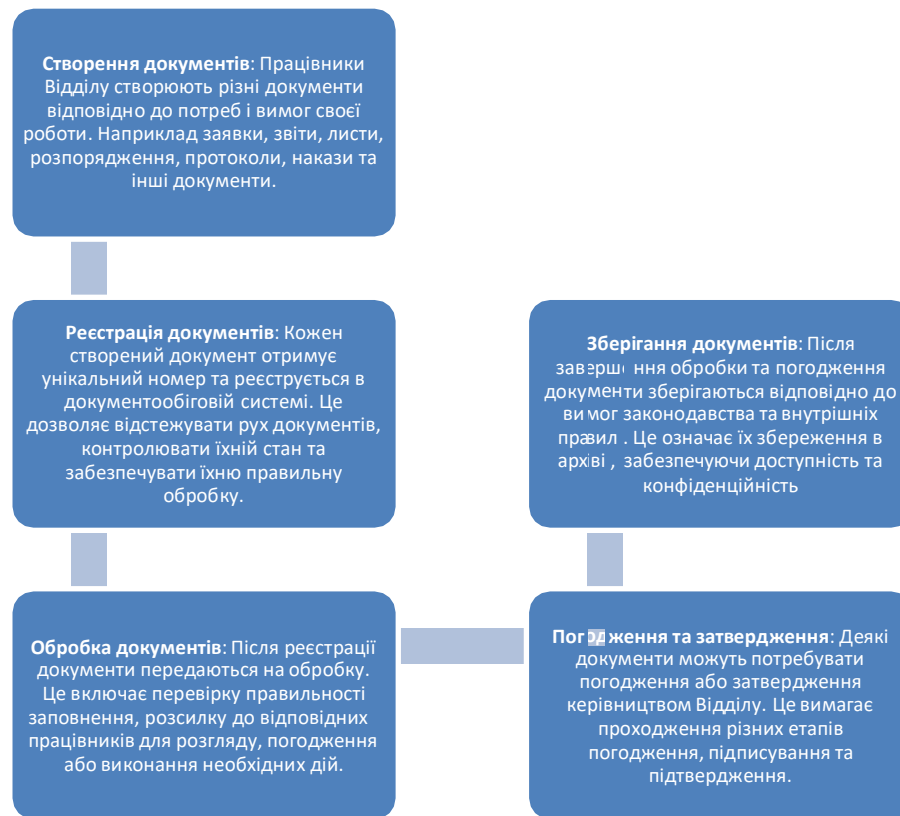 Створення документів: Працівники
Відділу створюють різні документи
відповідно до потреб і вимог своєї
роботи. Наприклад заявки, звіти, листи,
розпорядження, протоколи, накази та
інші документи.
Реєстрація документів: Кожен
створений документ отримує
унікальний номер та реєструється в
документообіговій системі. Це
дозволяє відстежувати рух документів,
контролювати їхній стан та
забезпечувати їхню правильну
обробку.
Обробка документів: Після реєстрації
документи передаються на обробку.
Це включає перевірку правильності
заповнення, розсилку до відповідних
працівників для розгляду, погодження
або виконання необхідних дій.
Погодження та затвердження: Деякі
документи можуть потребувати
погодження або затвердження
керівництвом Відділу. Це вимагає
проходження різних етапів
погодження, підписування та
підтвердження.
Зберігання документів: Після
завершення обробки та погодження
документи зберігаються відповідно до
вимог законодавства та внутрішніх
правил . Це означає їх збереження в
архіві , забезпечуючи доступність та
конфіденційність